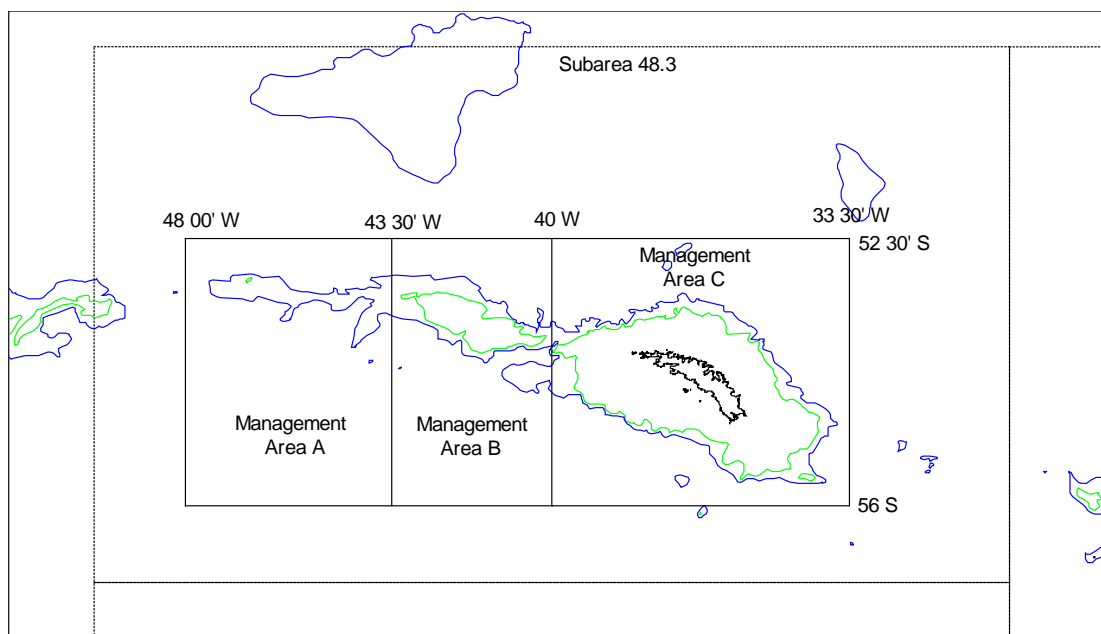 Subarea 48.3
48 00' W
43 30' W
40 W
33 30' W
52 30' S
Management
Area C
Management
Area A
Management
Area B
56 S